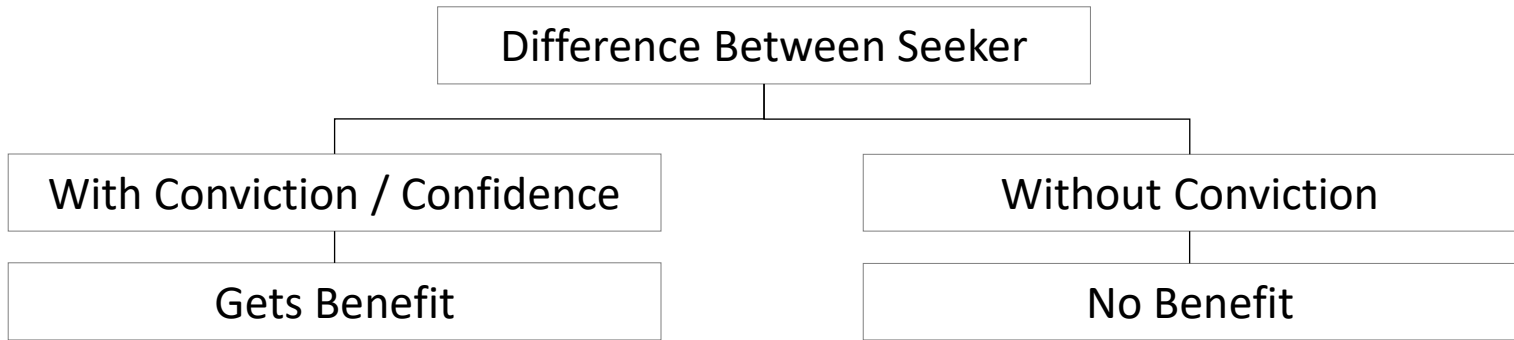 Difference Between Seeker
With Conviction / Confidence
Without Conviction
Gets Benefit
No Benefit